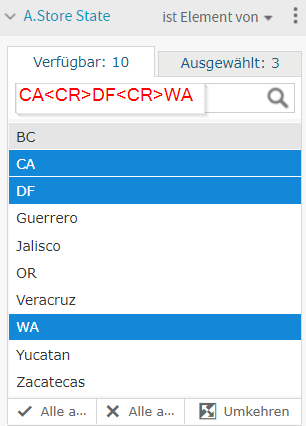 A.Store State ist Element von
Verfügbar: 10 Ausgewählt: 3
CA<CR>DF<CR>WA
BC
CA
DF
Guerrero
Jalisco
OR
Veracruz
WA
Yucatan
Zacatecas
Alle a... Alle a... Umkehren